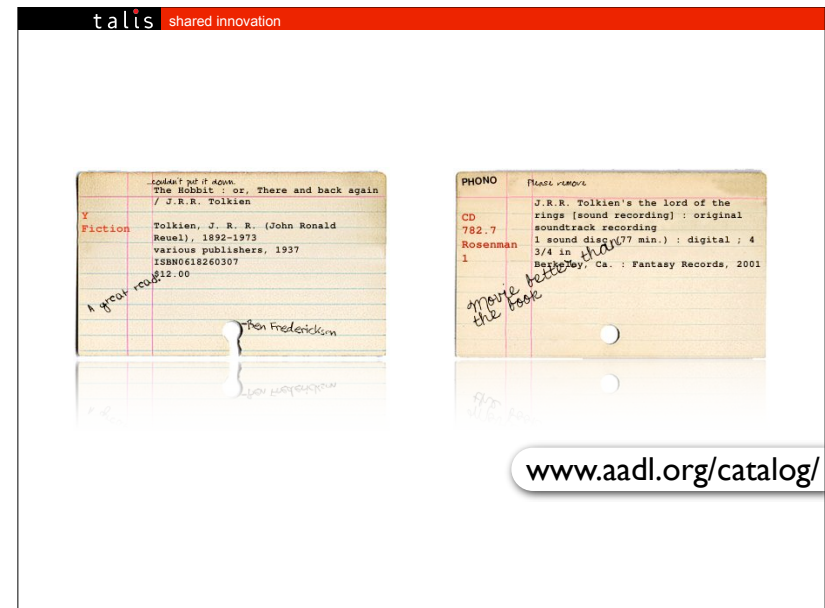 talis shared innovation
couldn't put it down.
The Hobbit : or, There and back again
/ J.R.R. Tolkien
Y
Fiction
Tolkien, J. R. R. (John Ronald
Reuel), 1892-1973
various publishers, 1937
ISBN0618260307
$12.00
A great read.
-Ben Frederickson
PHONO
Please remove
J.R.R. Tolkien's the lord of the
rings [sound recording] : original
soundtrack recording
CD
782.7
Rosenman
1
1 sound disc (77 min.) : digital ; 4
3/4 in
Berkeley, Ca. : Fantasy Records, 2001
movie better than
the book
www.aadl.org/catalog/